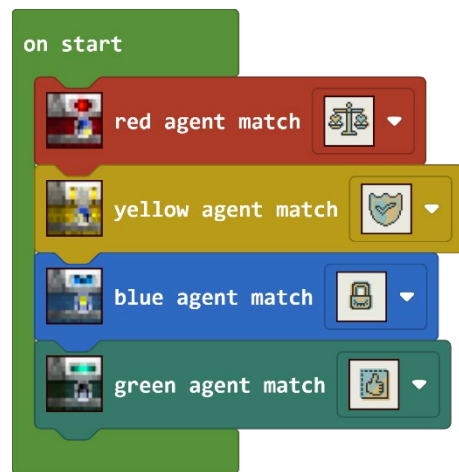 on start
red agent match
yellow agent match
blue agent match
green agent match